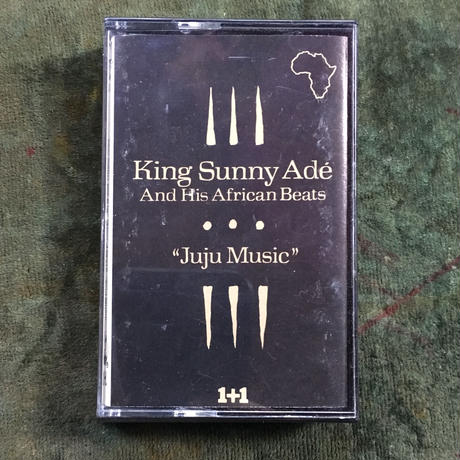 King Sunny Adé
And His African Beats
“Juju Music”
1+1